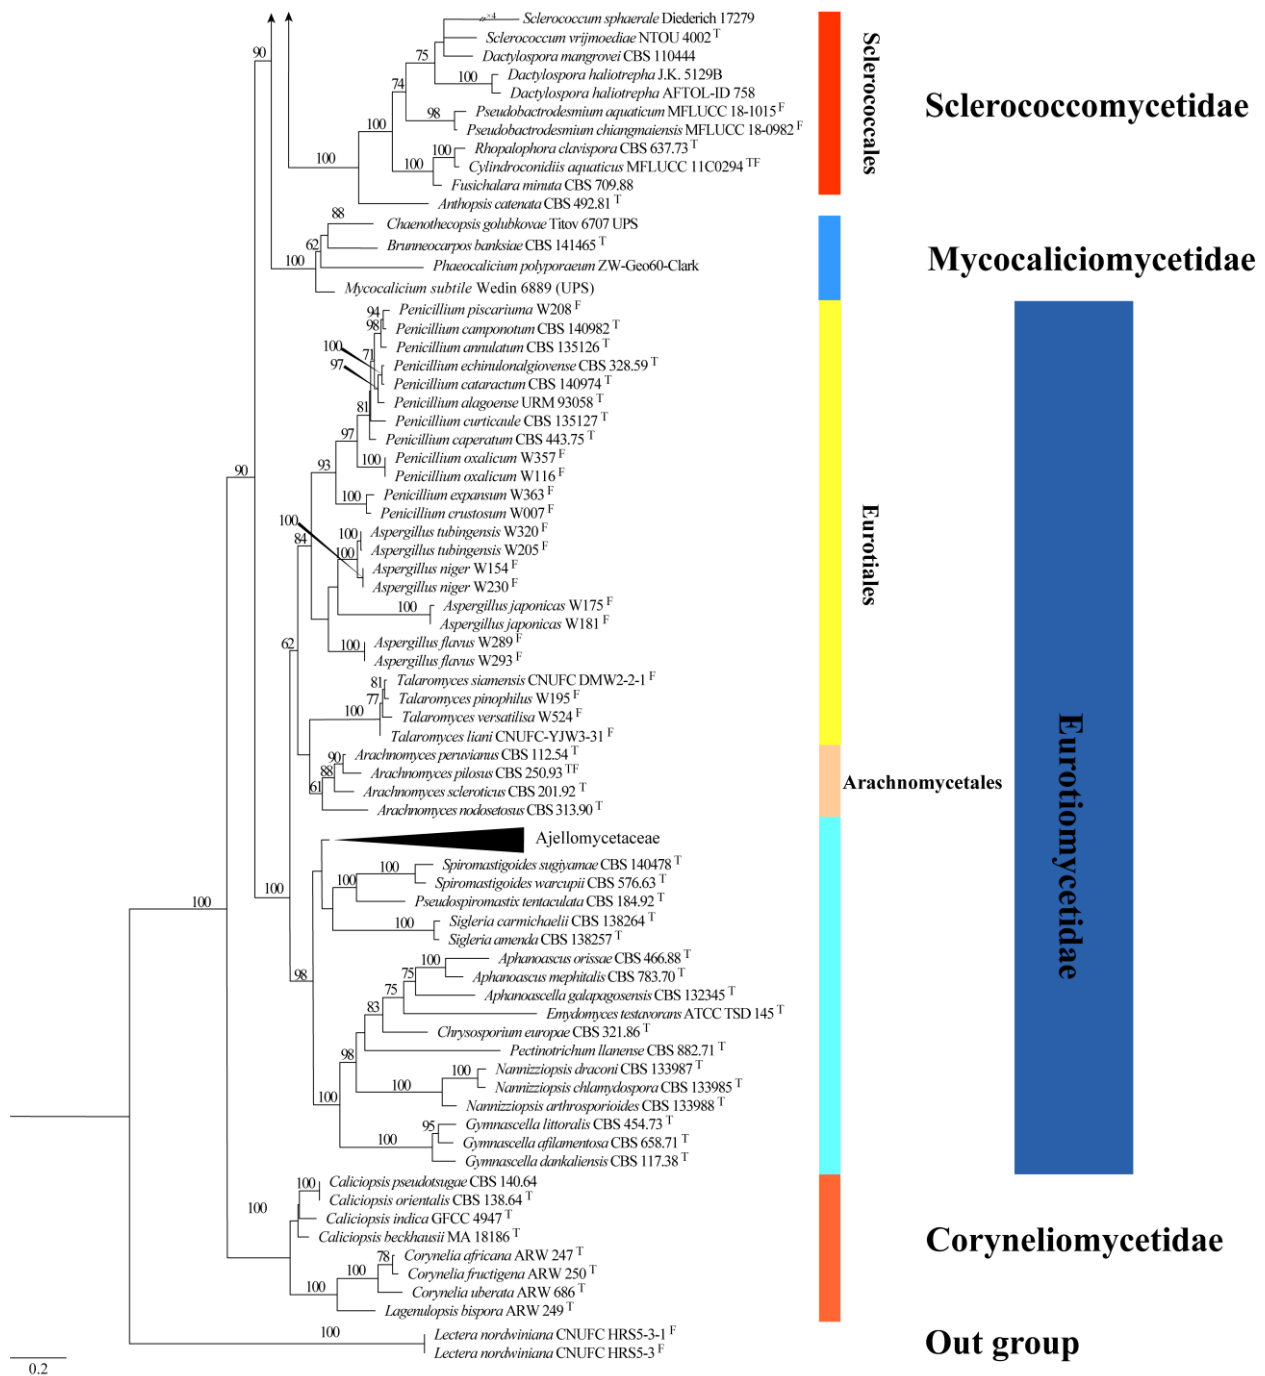 ×4
Sclerococcum sphaerale Diederich 17279
Sclerococcum vrijmoediae NTOU 4002 T
90
75
Dactylospora mangrovei CBS 110444
100
Dactylospora haliotrepha J.K. 5129B
74
Dactylospora haliotrepha AFTOL-ID 758
98
Pseudobactrodesmium aquaticum MFLUCC 18-1015 F
100
Pseudobactrodesmium chiangmaiensis MFLUCC 18-0982 F
100
Rhopalophora clavispora CBS 637.73 T
100
100
Cylindroconidiis aquaticus MFLUCC 11C0294 TF
Fusichalara minuta CBS 709.88
Anthopsis catenata CBS 492.81 T
Sclerococcales
Sclerococcomycetidae
88
Chaenothecopsis golubkovae Titov 6707 UPS
62
Brunneocarpos banksiae CBS 141465 T
100
Phaeocalicium polyporaeum ZW-Geo60-Clark
Mycocalicium subtile Wedin 6889 (UPS)
Mycocaliciomycetidae
94
Penicillium piscariuma W208 F
98
Penicillium camponotum CBS 140982 T
100
71
Penicillium annulatum CBS 135126 T
97
Penicillium echinulonalgiovense CBS 328.59 T
Penicillium cataractum CBS 140974 T
81
Penicillium alagoense URM 93058 T
Penicillium curticaule CBS 135127 T
97
Penicillium caperatum CBS 443.75 T
100
Penicillium oxalicum W357 F
93
Penicillium oxalicum W116 F
90
100
Penicillium expansum W363 F
Penicillium crustosum W007 F
100
100
Aspergillus tubingensis W320 F
84
100
Aspergillus tubingensis W205 F
Aspergillus niger W154 F
Aspergillus niger W230 F
100
Aspergillus japonicas W175 F
Aspergillus japonicas W181 F
62
100
Aspergillus flavus W289 F
Aspergillus flavus W293 F
81
Talaromyces siamensis CNUFC DMW2-2-1 F
77
Talaromyces pinophilus W195 F
100
Talaromyces versatilisa W524 F
Talaromyces liani CNUFC-YJW3-31 F
Eurotiales
90
Arachnomyces peruvianus CBS 112.54 T
88
Arachnomyces pilosus CBS 250.93 TF
61
Arachnomyces scleroticus CBS 201.92 T
Arachnomyces nodosetosus CBS 313.90 T
Arachnomycetales
Eurotiomycetidae
Ajellomycetaceae
100
Spiromastigoides sugiyamae CBS 140478 T
100
100
Spiromastigoides warcupii CBS 576.63 T
100
Pseudospiromastix tentaculata CBS 184.92 T
100
Sigleria carmichaelii CBS 138264 T
Sigleria amenda CBS 138257 T
98
100
Aphanoascus orissae CBS 466.88 T
75
Aphanoascus mephitalis CBS 783.70 T
75
Aphanoascella galapagosensis CBS 132345 T
83
Emydomyces testavorans ATCC TSD 145 T
Chrysosporium europae CBS 321.86 T
98
Pectinotrichum llanense CBS 882.71 T
100
Nannizziopsis draconi CBS 133987 T
100
Nannizziopsis chlamydospora CBS 133985 T
100
Nannizziopsis arthrosporioides CBS 133988 T
95
Gymnascella littoralis CBS 454.73 T
100
Gymnascella afilamentosa CBS 658.71 T
Gymnascella dankaliensis CBS 117.38 T
100
Caliciopsis pseudotsugae CBS 140.64
100
Caliciopsis orientalis CBS 138.64 T
Caliciopsis indica GFCC 4947 T
Caliciopsis beckhausii MA 18186 T
78
Corynelia africana ARW 247 T
100
Corynelia fructigena ARW 250 T
100
Corynelia uberata ARW 686 T
Lagenulopsis bispora ARW 249 T
Coryneliomycetidae
100
Lectera nordwiniana CNUFC HRS5-3-1 F
Lectera nordwiniana CNUFC HRS5-3 F
Out group
0.2